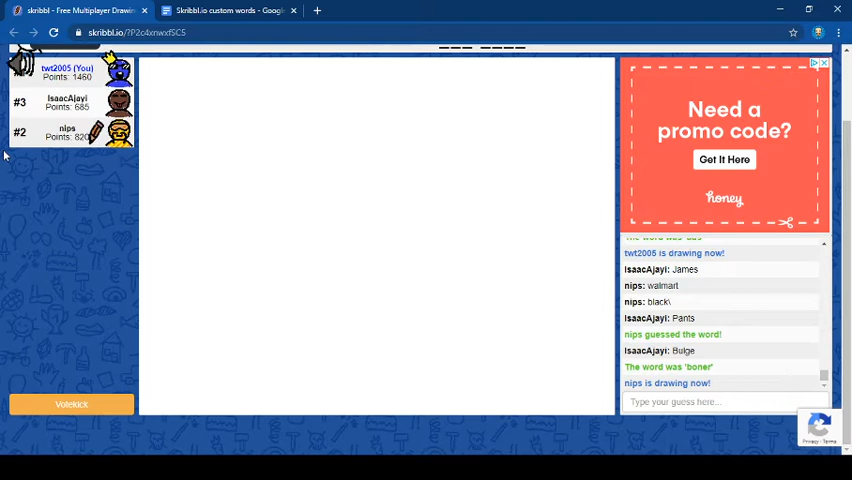 skribbl - Free Multiplayer Drawin
Skribbl.io custom words - Googl
skribbl.io/?P2c4xnwxfSC5
twt2005 (You)
Points: 1460
#3
IsaacAjayi
Points: 685
#2
nips
Points: 820
Votekick
Need a
promo code?
Get It Here
honey
twt2005 is drawing now!
IsaacAjayi: James
nips: walmart
nips: black\
IsaacAjayi: Pants
nips guessed the word!
IsaacAjayi: Bulge
The word was 'boner'
nips is drawing now!
Type your guess here...
Privacy - Terms